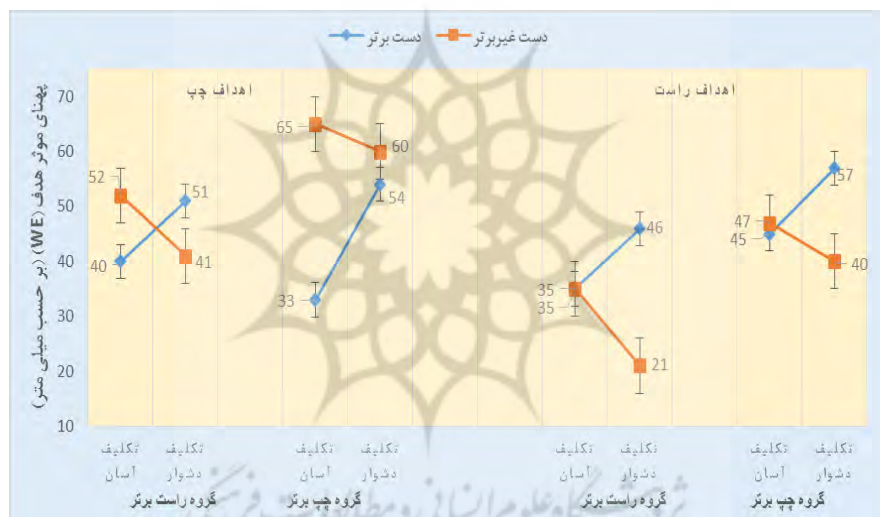 دست برتر دست غیربرتر
اهداف چپ اهداف راست
پهنای موثر هدف (WE) (بر حسب میلی متر)
70
60
50
40
30
20
10
52
40
51
41
65
33
60
54
35
35
46
21
47
45
57
40
تکلیف آسان
تکلیف دشوار
تکلیف آسان
تکلیف دشوار
تکلیف آسان
تکلیف دشوار
تکلیف آسان
تکلیف دشوار
گروه راست برتر
گروه چپ برتر
گروه راست برتر
گروه چپ برتر